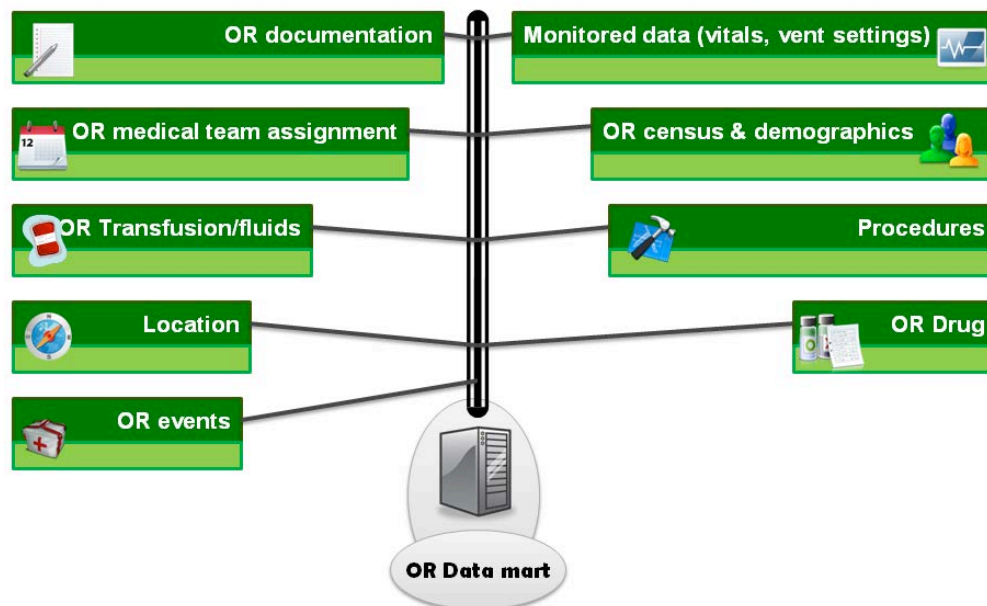 OR documentation
Monitored data (vitals, vent settings)
12
OR medical team assignment
OR census & demographics
OR Transfusion/fluids
Procedures
Location
OR Drug
OR events
OR Data mart